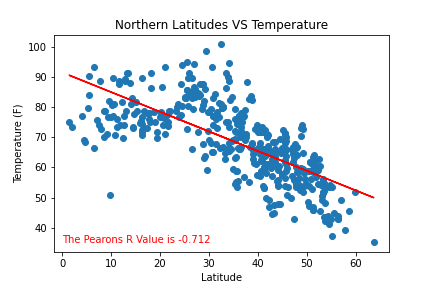 Northern Latitudes VS Temperature
100
90
80
70
60
50
40
Temperature (F)
The Pearons R Value is -0.712
0 10 20 30 40 50 60
Latitude